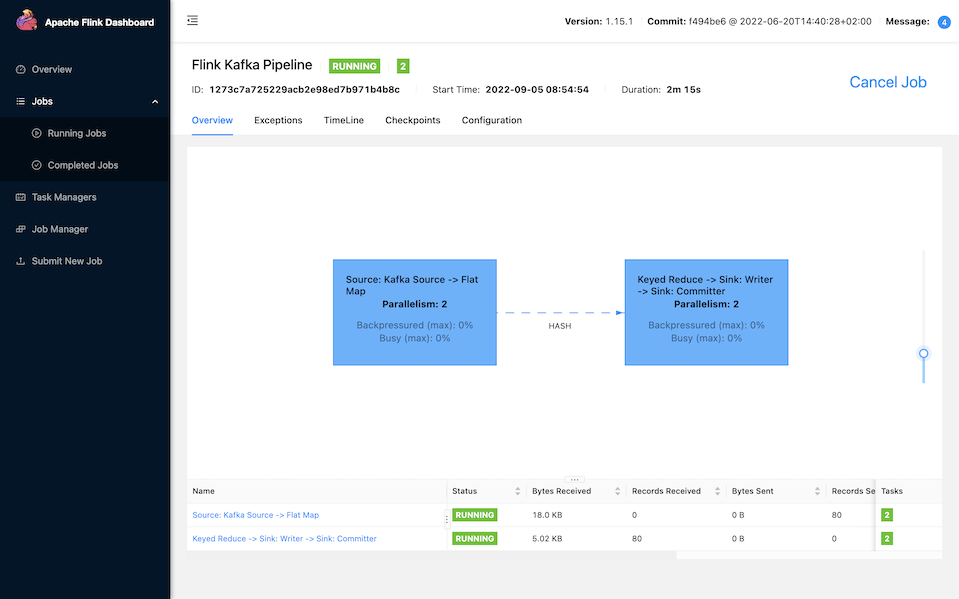 Apache Flink Dashboard
Version: 1.15.1 Commit: f494be6 @ 2022-06-20T14:40:28+02:00 Message: 4
Overview
Jobs
Running Jobs
Completed Jobs
Task Managers
Job Manager
Submit New Job
Flink Kafka Pipeline RUNNING 2
ID: 1273c7a725229acb2e98ed7b971b4b8c Start Time: 2022-09-05 08:54:54 Duration: 2m 15s
Cancel Job
Overview Exceptions TimeLine Checkpoints Configuration
Source: Kafka Source -> Flat
Map
Parallelism: 2
Backpressured (max): 0%
Busy (max): 0%
HASH
Keyed Reduce -> Sink: Writer
-> Sink: Committer
Parallelism: 2
Backpressured (max): 0%
Busy (max): 0%
Name Status Bytes Received Records Received Bytes Sent Records Se Tasks
Source: Kafka Source -> Flat Map RUNNING 18.0 KB 0 0 B 80 2
Keyed Reduce -> Sink: Writer -> Sink: Committer RUNNING 5.02 KB 80 0 B 0 2